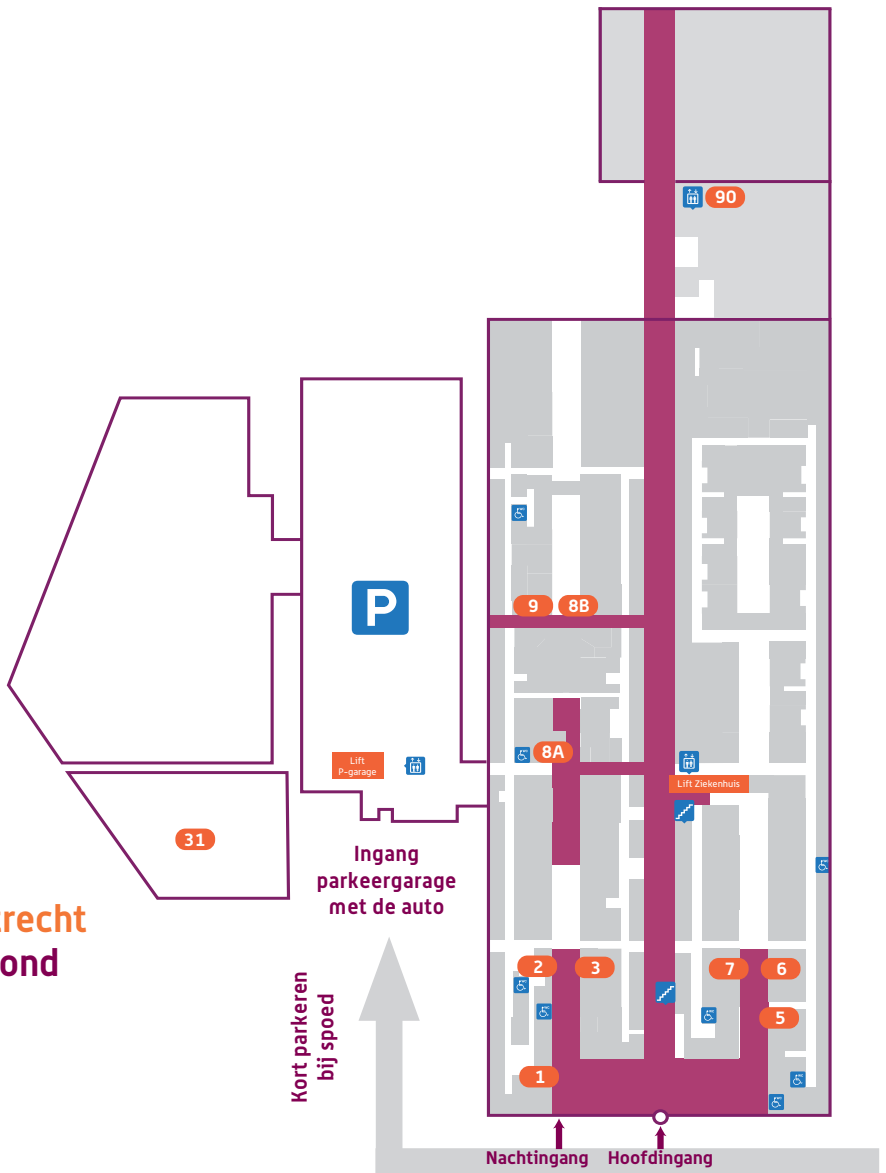 90
P
9
8B
8A
Lift
P-garage
Lift Ziekenhuis
31
Ingang
parkeergarage
met de auto
recht
ond
Kort parkeren
bij spoed
2
3
7
6
5
1
Nachtingang
Hoofdingang